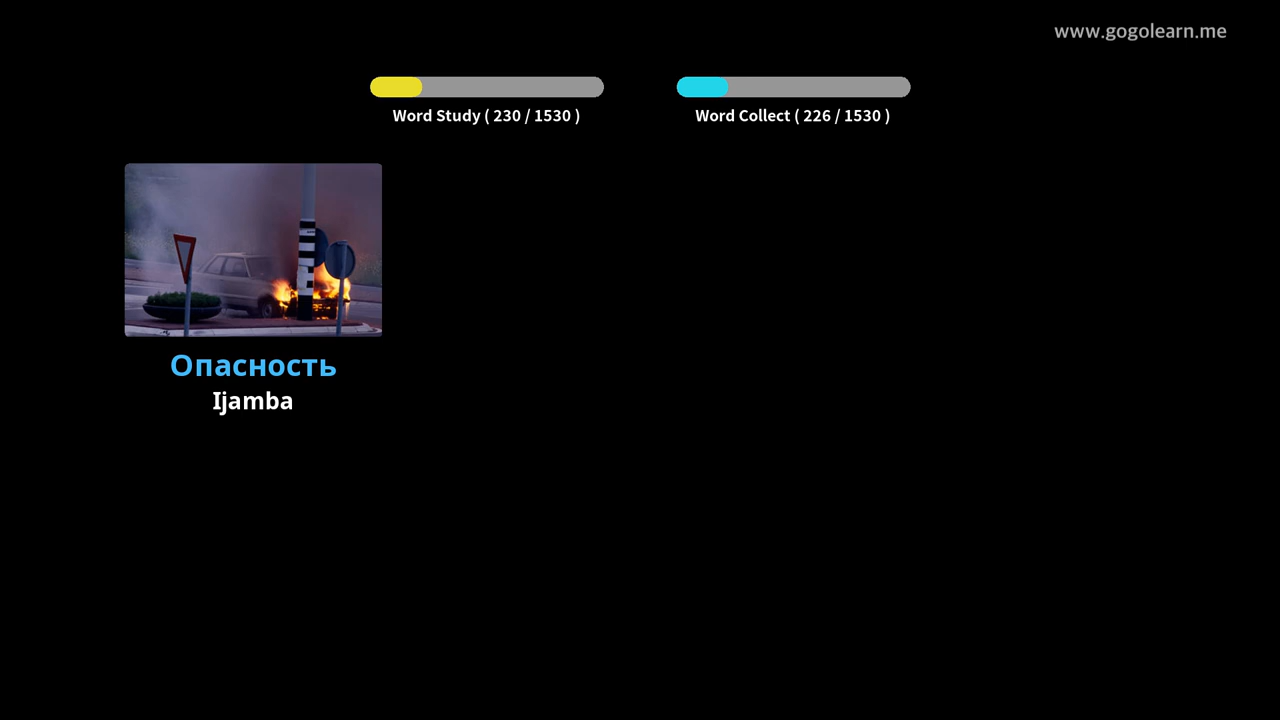 www.gogolearn.me
Word Study ( 230 / 1530 )
Word Collect ( 226 / 1530 )
Опасность
Ijamba